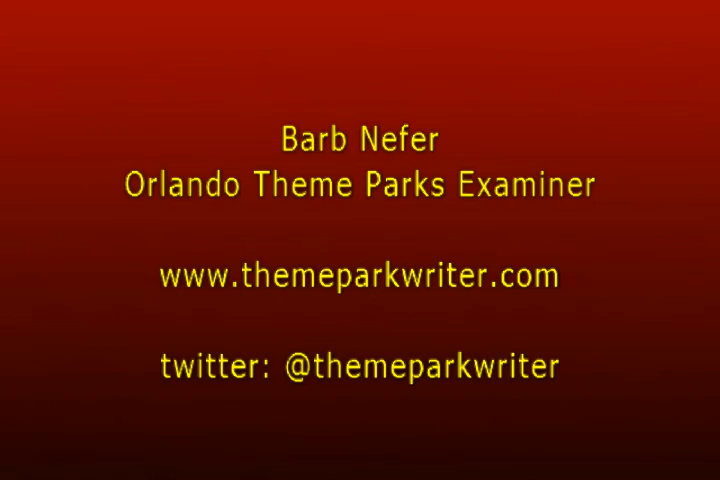 Barb Nefer
Orlando Theme Parks Examiner
www.themeparkwriter.com
twitter: @themeparkwriter